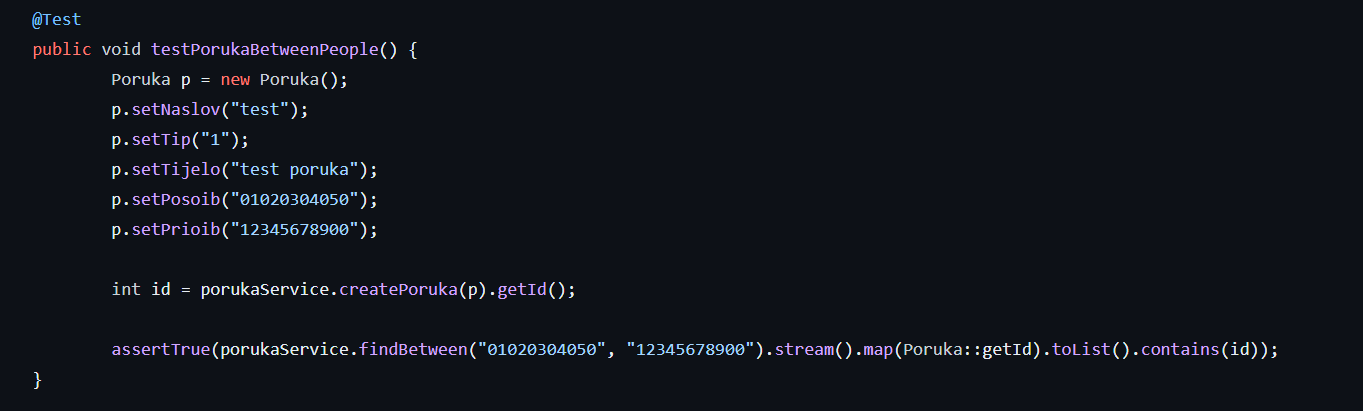 @Test
public void testPorukaBetweenPeople() {
        Poruka p = new Poruka();
        p.setNaslov("test");
        p.setTip("1");
        p.setTijelo("test poruka");
        p.setPosoib("01020304050");
        p.setPrioib("12345678900");

        int id = porukaService.createPoruka(p).getId();

        assertTrue(porukaService.findBetween("01020304050", "12345678900").stream().map(Poruka::getId).toList().contains(id));
}